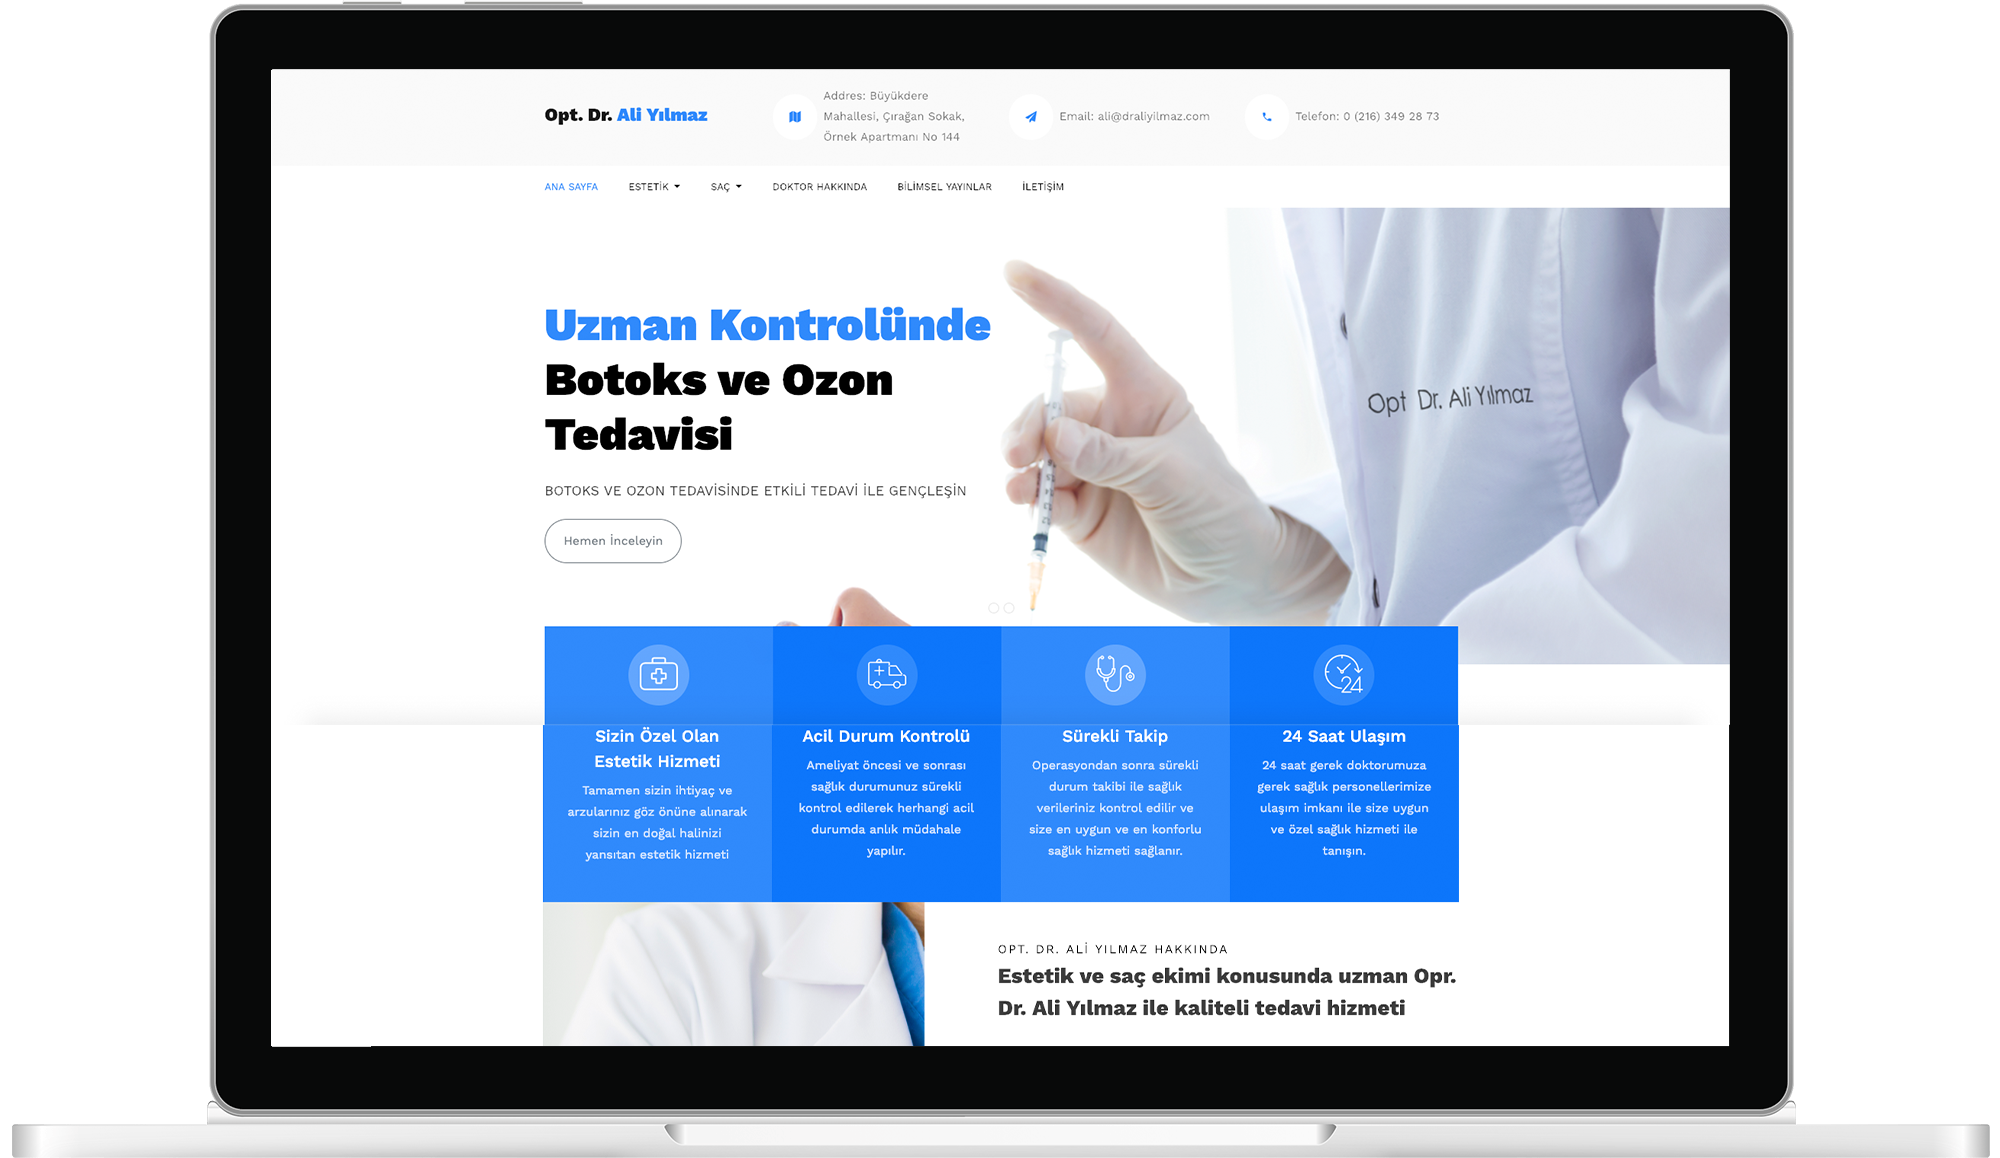 Opt. Dr. Ali Yılmaz
Addres: Büyükdere
Mahallesi, Çırağan Sokak,
Örnek Apartmanı No 144
Email: ali@draliyilmaz.com
Telefon: 0 (216) 349 28 73
ANA SAYFA
ESTETİK
SAÇ
DOKTOR HAKKINDA
BİLİMSEL YAYINLAR
İLETİŞİM
Uzman Kontrolünde
Botoks ve Ozon
Tedavisi
BOTOKS VE OZON TEDAVİSİNDE ETKİLİ TEDAVİ İLE GENÇLEŞİN
Hemen İnceleyin
Opt Dr. Ali Yılmaz
Sizin Özel Olan
Estetik Hizmeti
Tamamen sizin ihtiyaç ve
arzularınız göz önüne alınarak
sizin en doğal halinizi
yansıtan estetik hizmeti
Acil Durum Kontrolü
Ameliyat öncesi ve sonrası
sağlık durumunuz sürekli
kontrol edilerek herhangi acil
durumda anlık müdahale
yapılır.
Sürekli Takip
Operasyondan sonra sürekli
durum takibi ile sağlık
verileriniz kontrol edilir ve
size en uygun ve en konforlu
sağlık hizmeti sağlanır.
24
24 Saat Ulaşım
24 saat gerek doktorumuza
gerek sağlık personellerimize
ulaşım imkanı ile size uygun
ve özel sağlık hizmeti ile
tanışın.
OPT. DR. ALİ YILMAZ HAKKINDA
Estetik ve saç ekimi konusunda uzman Opr.
Dr. Ali Yılmaz ile kaliteli tedavi hizmeti